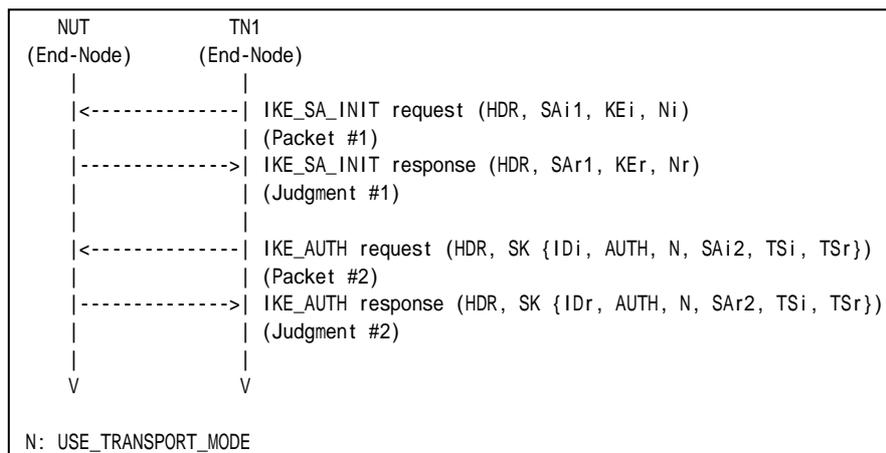 NUT TN1
(End-Node) (End-Node)
| |
|<--------------| IKE_SA_INIT request (HDR, SAi1, KEi, Ni)
| | (Packet #1)
|-------------->| IKE_SA_INIT response (HDR, SAr1, KEr, Nr)
| | (Judgment #1)
| |
|<--------------| IKE_AUTH request (HDR, SK {IDi, AUTH, N, SAi2, TSi, TSr})
| | (Packet #2)
|-------------->| IKE_AUTH response (HDR, SK {IDr, AUTH, N, SAr2, TSi, TSr})
| | (Judgment #2)
| |
V V
N: USE_TRANSPORT_MODE